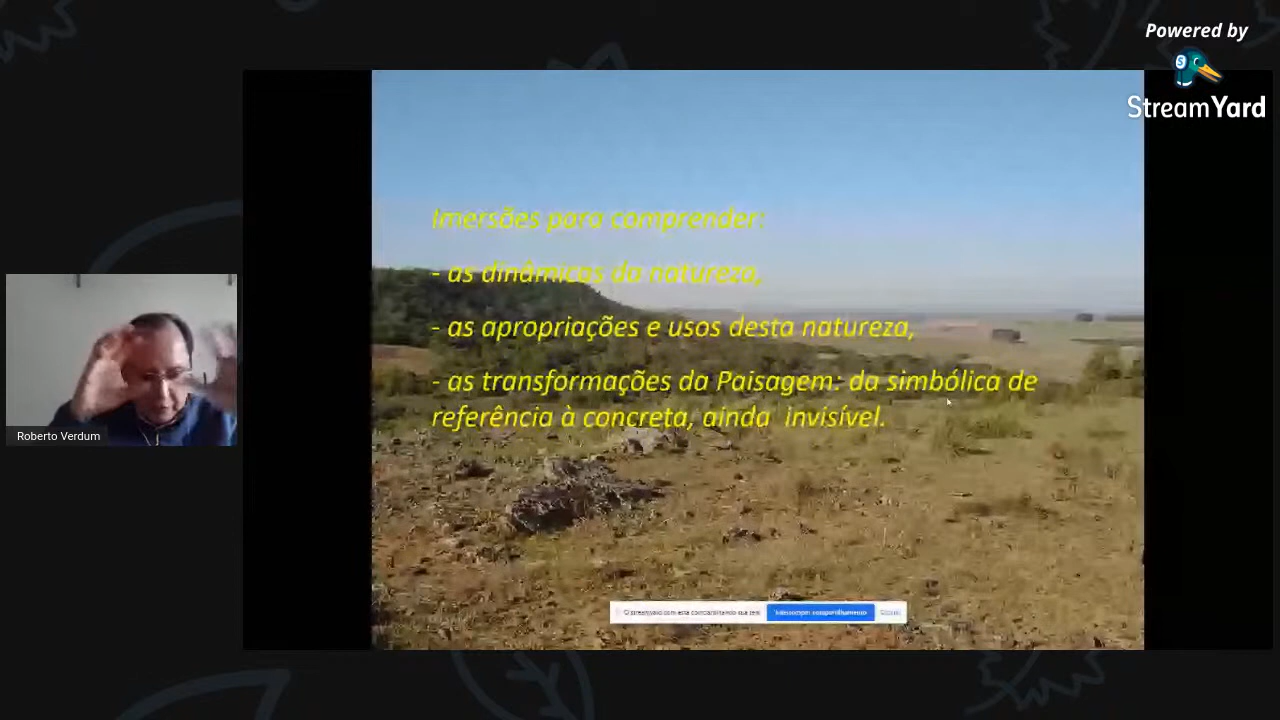 Powered by
StreamYard
Imersões para comprender:
- as dinâmicas da natureza,
- as apropriações e usos desta natureza,
- as transformações da Paisagem: da simbólica de
referência à concreta, ainda invisível.
Roberto Verdum